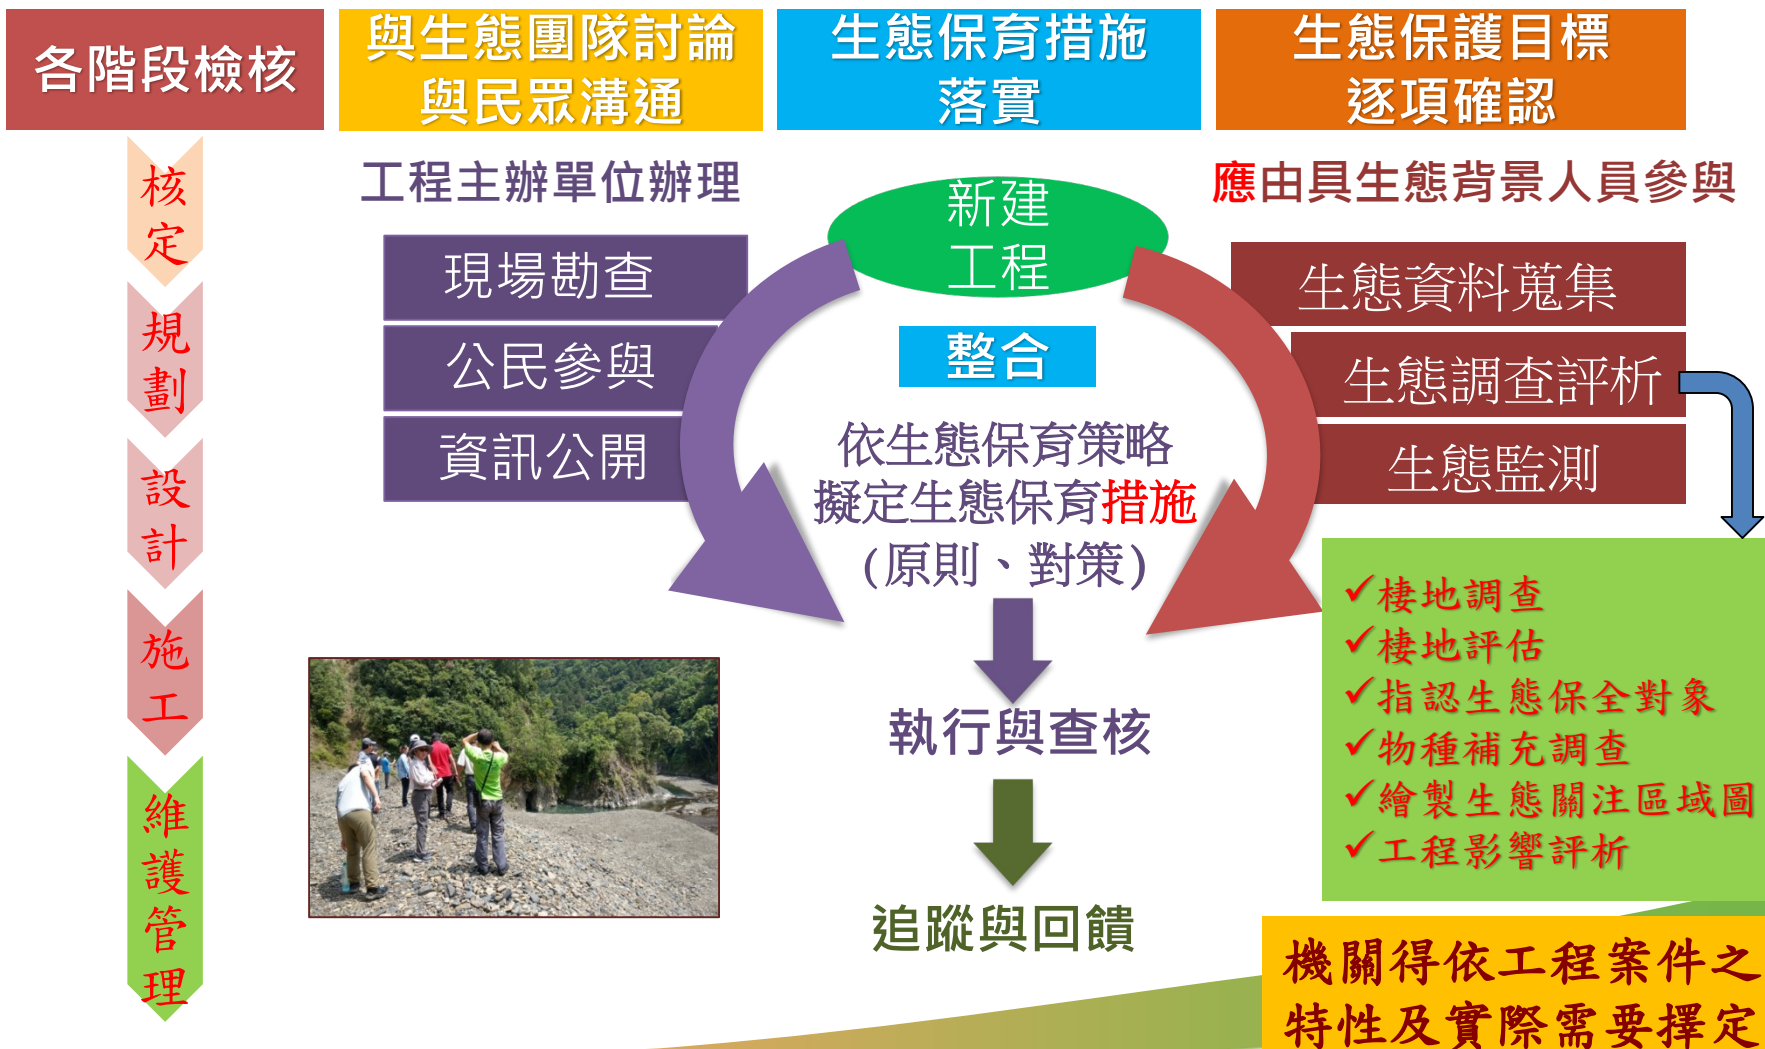 各階段檢核
與生態團隊討論
與民眾溝通
生態保育措施
落實
生態保護目標
逐項確認
核定
規劃
設計
施工
維護管理
工程主辦單位辦理
現場勘查
公民參與
資訊公開
新建
工程
整合
依生態保育策略
擬定生態保育措施
(原則、對策)
執行與查核
追蹤與回饋
應由具生態背景人員參與
生態資料蒐集
生態調查評析
生態監測
✓棲地調查
✓棲地評估
✓指認生態保全對象
✓物種補充調查
✓繪製生態關注區域圖
✓工程影響評析
機關得依工程案件之
特性及實際需要擇定